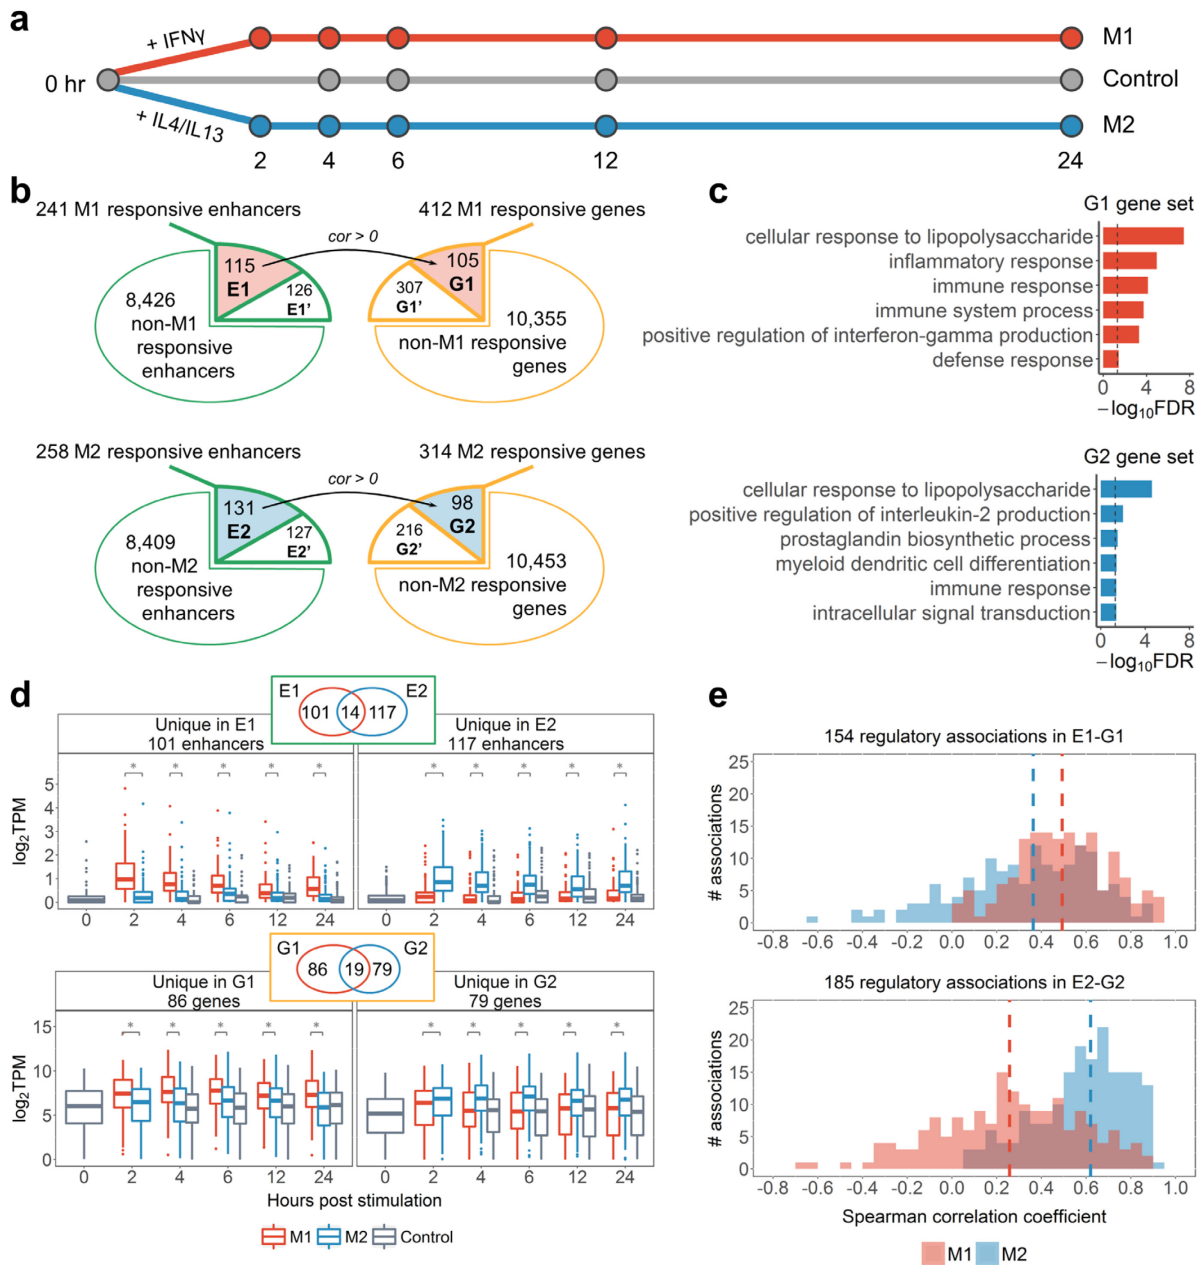 a
+ IFNγ
M1
0 hr
Control
+ IL4/IL13
M2
2
4
6
12
24
b
241 M1 responsive enhancers
412 M1 responsive genes
cor > 0
115
E1
126
E1’
8,426
non-M1
responsive
enhancers
105
G1
307
G1’
10,355
non-M1 responsive
genes
258 M2 responsive enhancers
314 M2 responsive genes
cor > 0
131
E2
127
E2’
8,409
non-M2
responsive
enhancers
98
G2
216
G2’
10,453
non-M2 responsive
genes
c
G1 gene set
cellular response to lipopolysaccharide
inflammatory response
immune response
immune system process
positive regulation of interferon-gamma production
defense response
0 4 8
−log₁₀FDR
G2 gene set
cellular response to lipopolysaccharide
positive regulation of interleukin-2 production
prostaglandin biosynthetic process
myeloid dendritic cell differentiation
immune response
intracellular signal transduction
0 4 8
−log₁₀FDR
d
E1 E2
101 14 117
Unique in E1
101 enhancers
Unique in E2
117 enhancers
* * * * * * * * * *
log₂TPM
5
4
3
2
1
0
0 2 4 6 12 24 0 2 4 6 12 24
G1 G2
86 19 79
Unique in G1
86 genes
Unique in G2
79 genes
* * * * * * * * * *
log₂TPM
15
10
5
0
0 2 4 6 12 24 0 2 4 6 12 24
Hours post stimulation
M1 M2 Control
e
154 regulatory associations in E1-G1
# associations
25
20
15
10
5
0
-0.8 -0.6 -0.4 -0.2 0.0 0.2 0.4 0.6 0.8 1.0
185 regulatory associations in E2-G2
# associations
25
20
15
10
5
0
-0.8 -0.6 -0.4 -0.2 0.0 0.2 0.4 0.6 0.8 1.0
Spearman correlation coefficient
M1 M2